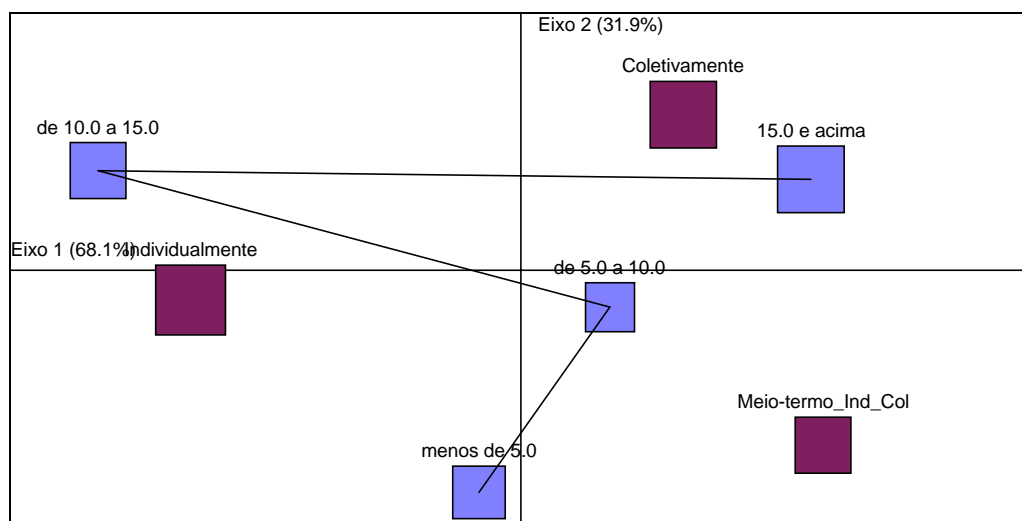 Eixo 2 (31.9%)
Coletivamente
de 10.0 a 15.0
15.0 e acima
Eixo 1 (68.1%)
Individualmente
de 5.0 a 10.0
Meio-termo_Ind_Col
menos de 5.0